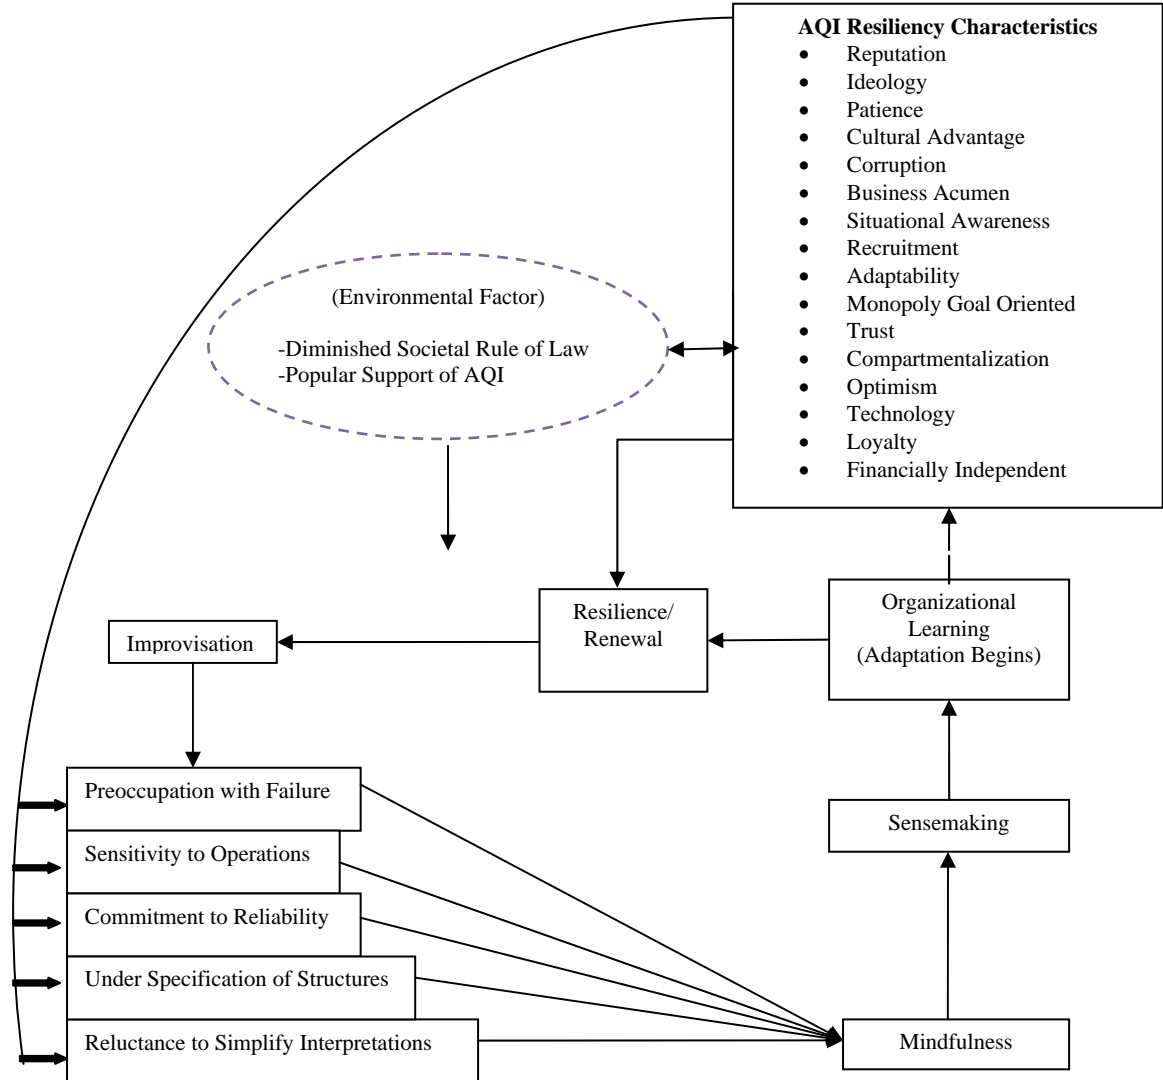 AQI Resiliency Characteristics
• Reputation
• Ideology
• Patience
• Cultural Advantage
• Corruption
• Business Acumen
• Situational Awareness
• Recruitment
• Adaptability
• Monopoly Goal Oriented
• Trust
• Compartmentalization
• Optimism
• Technology
• Loyalty
• Financially Independent
(Environmental Factor)
-Diminished Societal Rule of Law
-Popular Support of AQI
Organizational
Learning
(Adaptation Begins)
Resilience/
Renewal
Improvisation
Preoccupation with Failure
Sensitivity to Operations
Commitment to Reliability
Under Specification of Structures
Reluctance to Simplify Interpretations
Sensemaking
Mindfulness